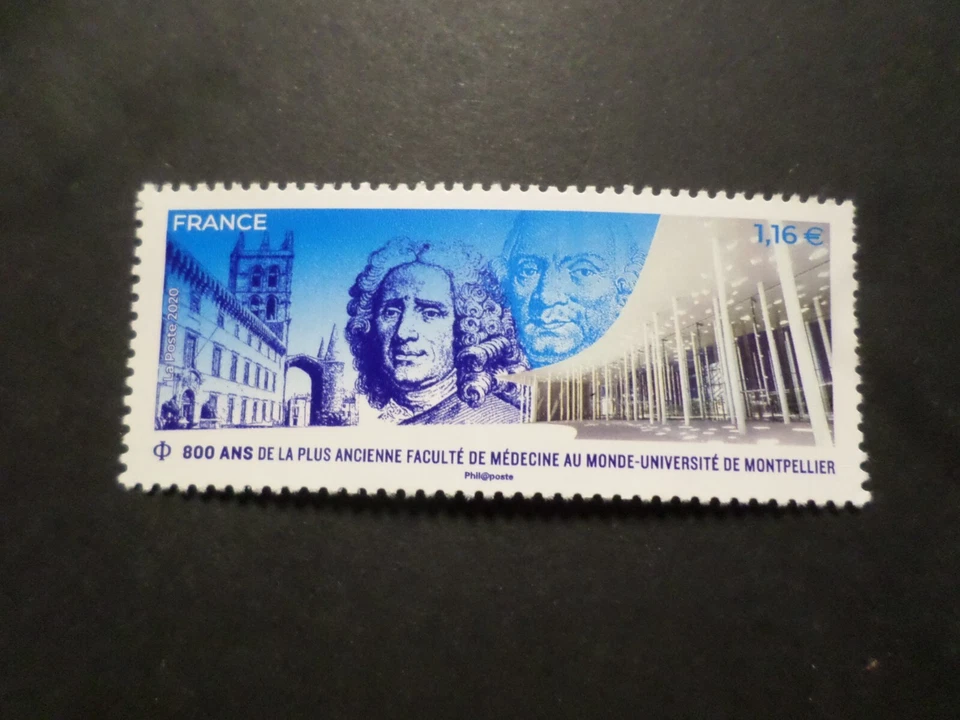 FRANCE
1,16 €
La Poste 2020
800 ANS DE LA PLUS ANCIENNE FACULTÉ DE MÉDECINE AU MONDE-UNIVERSITÉ DE MONTPELLIER
Phil@poste